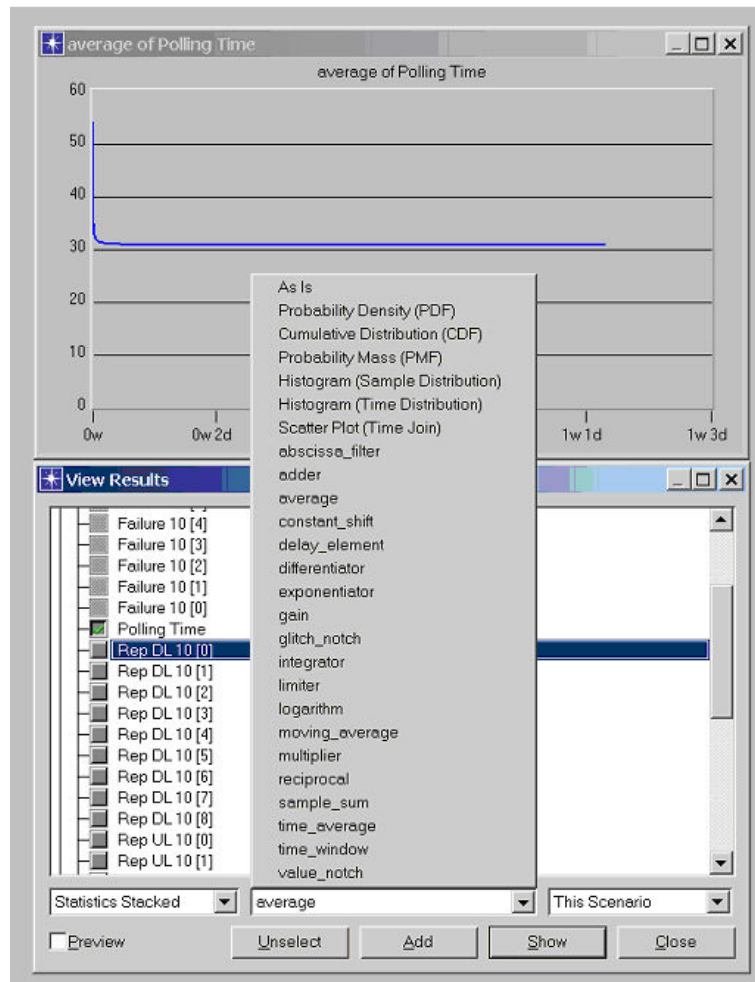 average of Polling Time
average of Polling Time
60
50
40
30
20
10
0
0w
0w 2d
1w 1d
1w 3d
As Is
Probability Density (PDF)
Cumulative Distribution (CDF)
Probability Mass (PMF)
Histogram (Sample Distribution)
Histogram (Time Distribution)
Scatter Plot (Time Join)
abscissa_filter
adder
average
constant_shift
delay_element
differentiator
exponentiator
gain
glitch_notch
integrator
limiter
logarithm
moving_average
multiplier
reciprocal
sample_sum
time_average
time_window
value_notch
View Results
Failure 10 [4]
Failure 10 [3]
Failure 10 [2]
Failure 10 [1]
Failure 10 [0]
Polling Time
Rep DL 10 [0]
Rep DL 10 [1]
Rep DL 10 [2]
Rep DL 10 [3]
Rep DL 10 [4]
Rep DL 10 [5]
Rep DL 10 [6]
Rep DL 10 [7]
Rep DL 10 [8]
Rep UL 10 [0]
Rep UL 10 [1]
Statistics Stacked
average
This Scenario
Preview
Unselect
Add
Show
Close